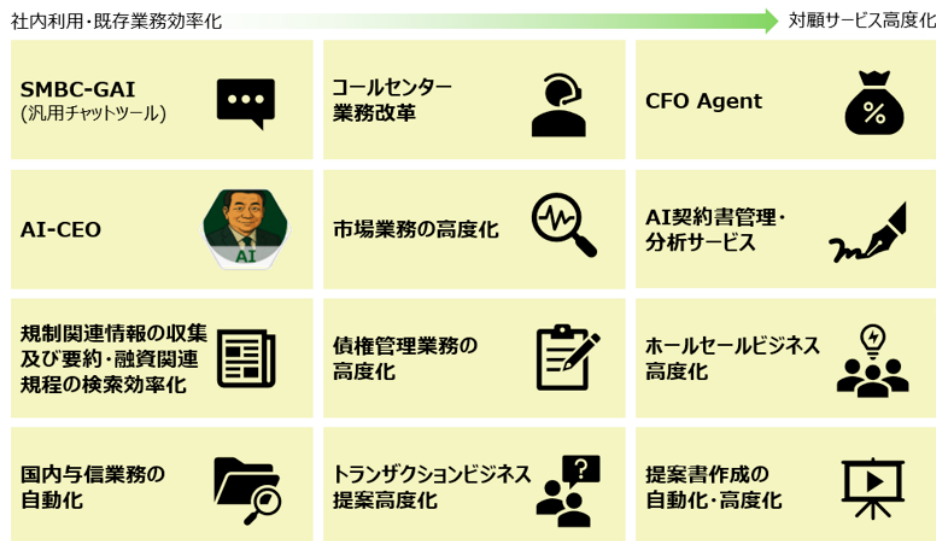 社内利用・既存業務効率化
対顧サービス高度化
SMBC-GAI
(汎用チャットツール)
コールセンター
業務改革
CFO Agent
AI-CEO
AI
市場業務の高度化
AI契約書管理・
分析サービス
規制関連情報の収集
及び要約・融資関連
規程の検索効率化
債権管理業務の
高度化
ホールセールビジネス
高度化
国内与信業務の
自動化
トランザクションビジネス
提案高度化
提案書作成の
自動化・高度化